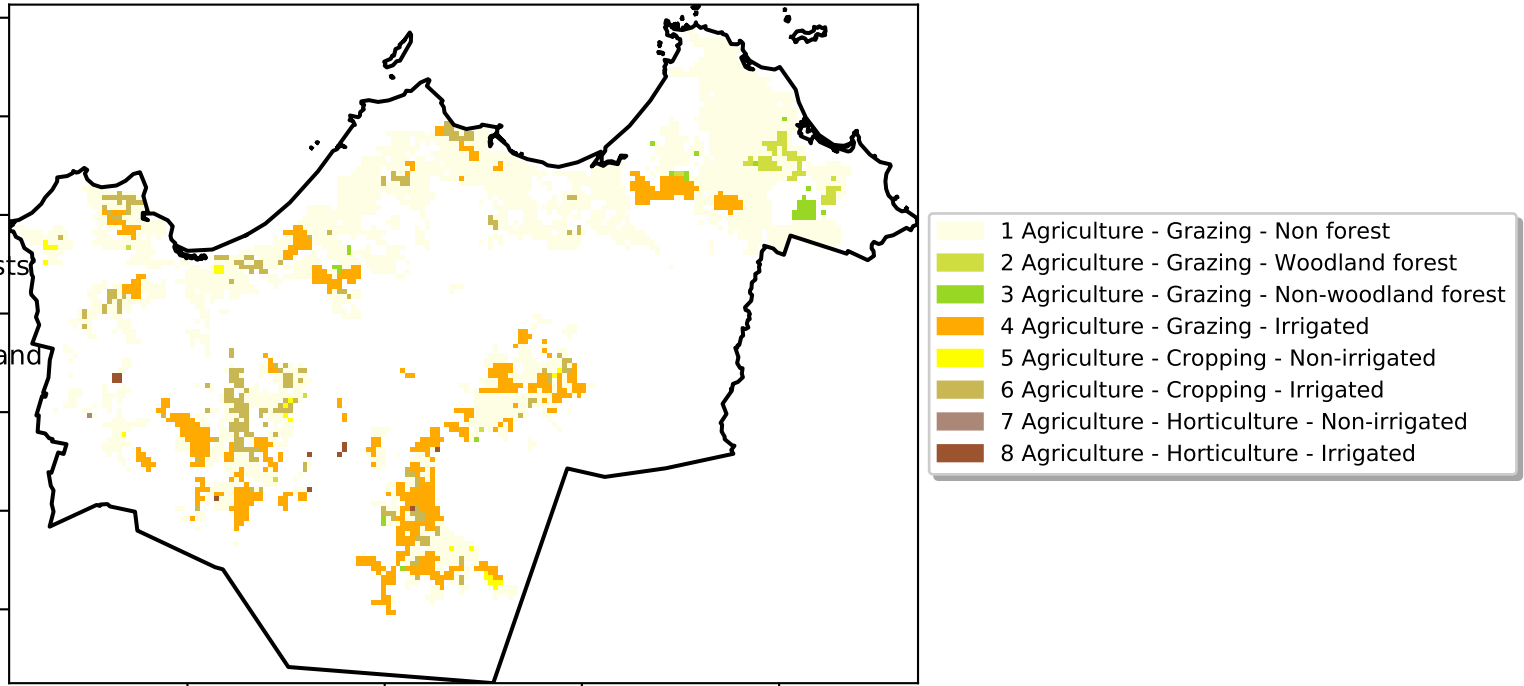 sts
and
1 Agriculture - Grazing - Non forest
2 Agriculture - Grazing - Woodland forest
3 Agriculture - Grazing - Non-woodland forest
4 Agriculture - Grazing - Irrigated
5 Agriculture - Cropping - Non-irrigated
6 Agriculture - Cropping - Irrigated
7 Agriculture - Horticulture - Non-irrigated
8 Agriculture - Horticulture - Irrigated